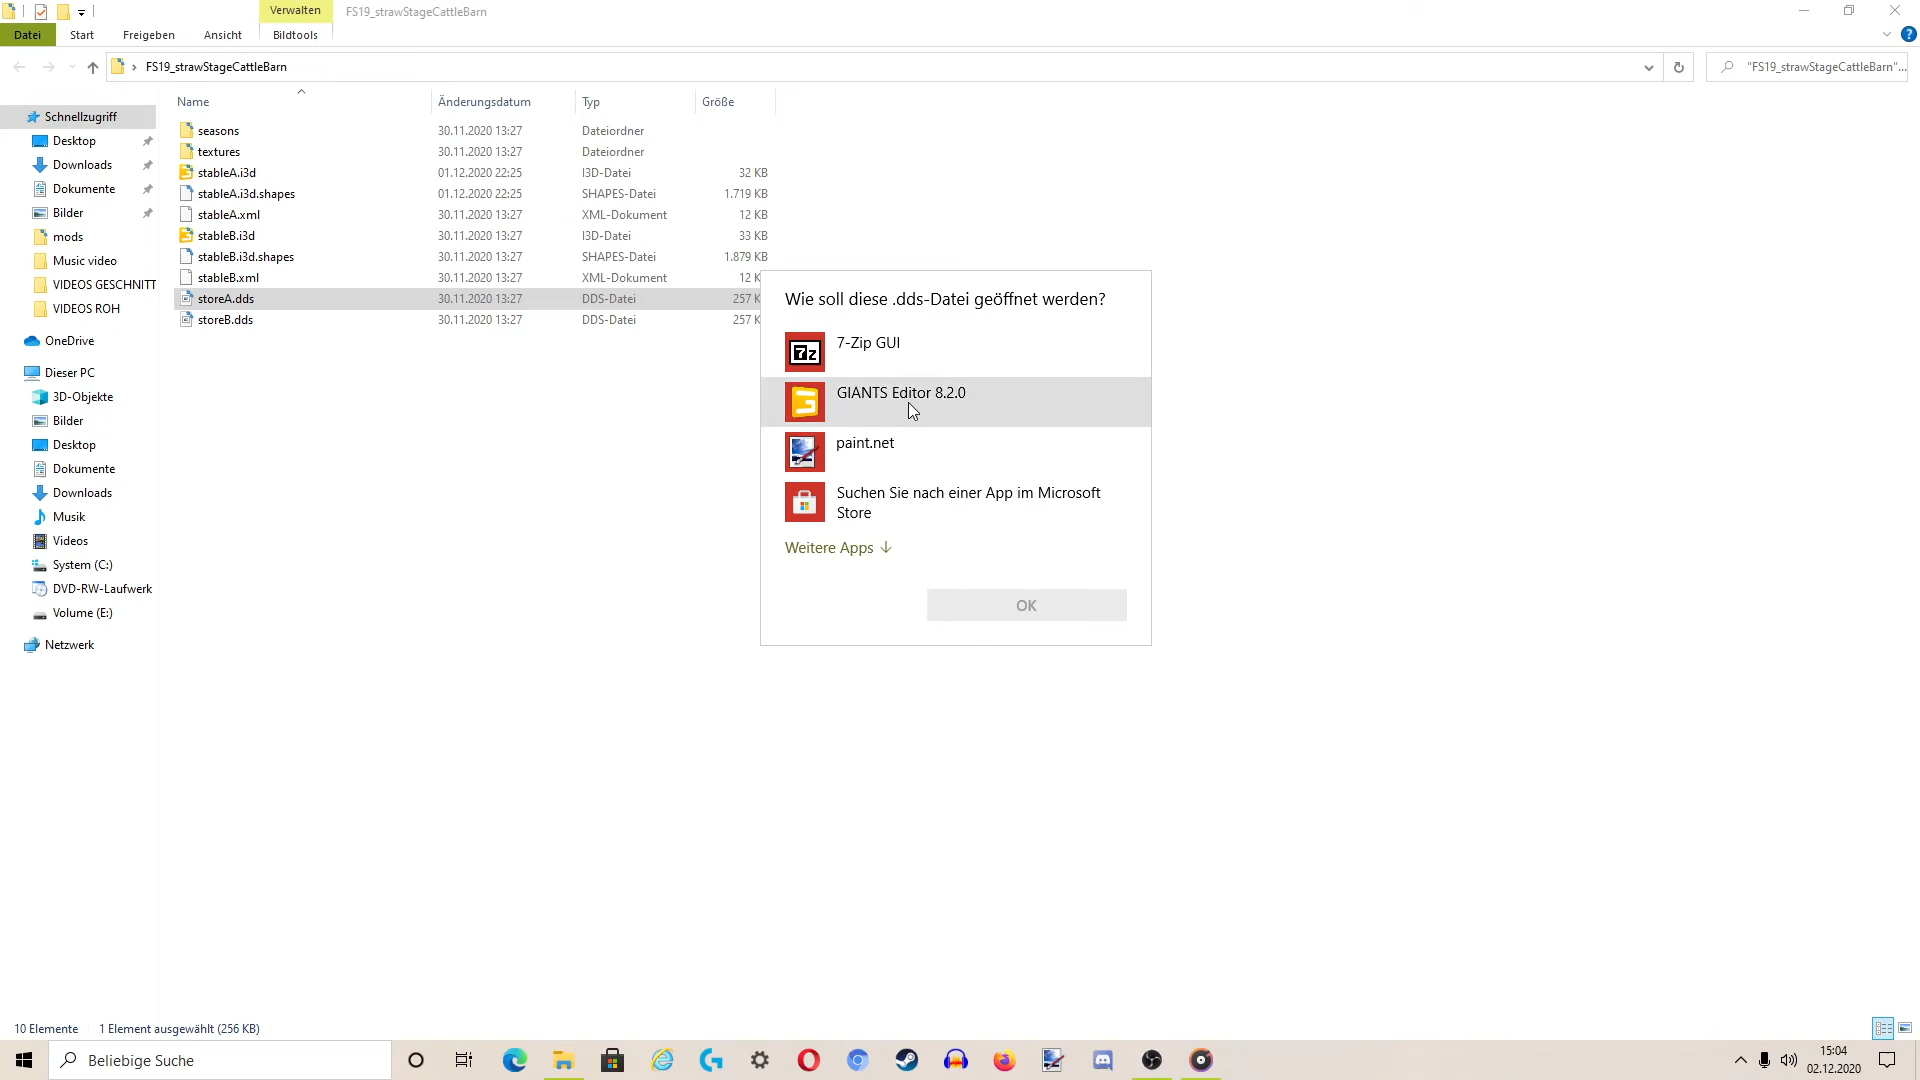 Verwalten
FS19_strawStageCattleBarn
Datei
Start
Freigeben
Ansicht
Bildtools
FS19_strawStageCattleBarn
"FS19_strawStageCattleBarn"...
Name
Änderungsdatum
Typ
Größe
seasons 30.11.2020 13:27 Dateiordner
textures 30.11.2020 13:27 Dateiordner
stableA.i3d 01.12.2020 22:25 I3D-Datei 32 KB
stableA.i3d.shapes 01.12.2020 22:25 SHAPES-Datei 1.719 KB
stableA.xml 30.11.2020 13:27 XML-Dokument 12 KB
stableB.i3d 30.11.2020 13:27 I3D-Datei 33 KB
stableB.i3d.shapes 30.11.2020 13:27 SHAPES-Datei 1.879 KB
stableB.xml 30.11.2020 13:27 XML-Dokument 12 K
storeA.dds 30.11.2020 13:27 DDS-Datei 257 K
storeB.dds 30.11.2020 13:27 DDS-Datei 257 K
Schnellzugriff
Desktop
Downloads
Dokumente
Bilder
mods
Music video
VIDEOS GESCHNITT
VIDEOS ROH
OneDrive
Dieser PC
3D-Objekte
Bilder
Desktop
Dokumente
Downloads
Musik
Videos
System (C:)
DVD-RW-Laufwerk
Volume (E:)
Netzwerk
Wie soll diese .dds-Datei geöffnet werden?
7-Zip GUI
GIANTS Editor 8.2.0
paint.net
Suchen Sie nach einer App im Microsoft
Store
Weitere Apps
OK
10 Elemente
1 Element ausgewählt (256 KB)
Beliebige Suche
15:04
02.12.2020